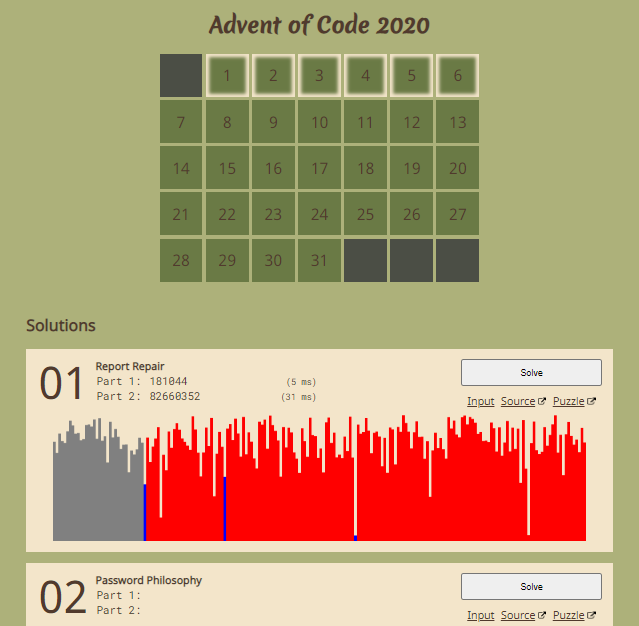 Advent of Code 2020
1 2 3 4 5 6
7 8 9 10 11 12 13
14 15 16 17 18 19 20
21 22 23 24 25 26 27
28 29 30 31
Solutions
01
Report Repair
Part 1: 181044 (5 ms)
Part 2: 82660352 (31 ms)
Solve
Input Source Puzzle
02
Password Philosophy
Part 1:
Part 2:
Solve
Input Source Puzzle